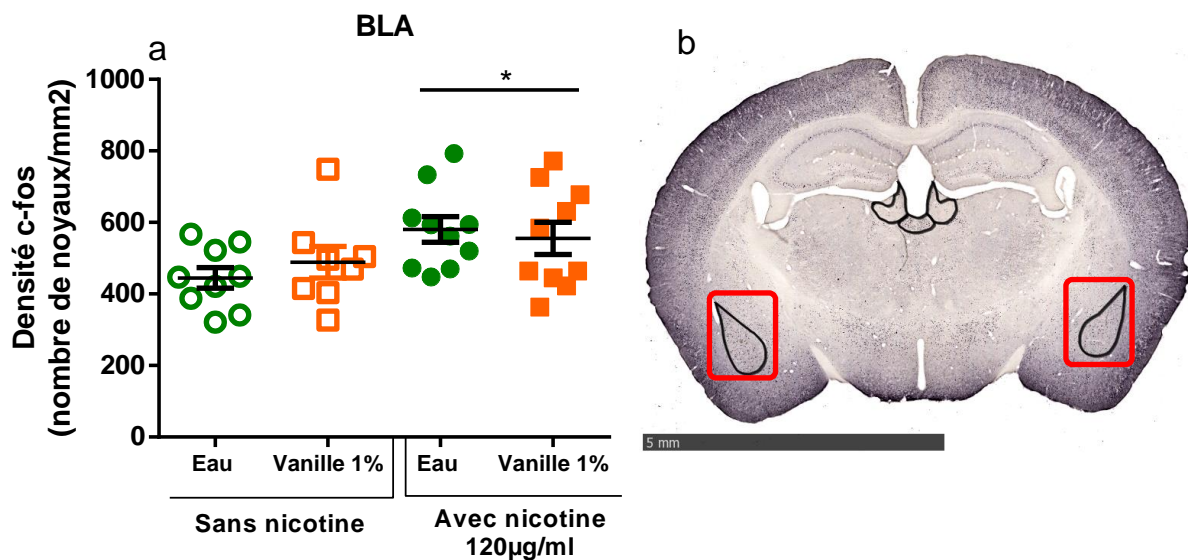 BLA
a
b
*
1000
800
600
400
200
0
Densité c-fos
(nombre de noyaux/mm2)
Eau
Vanille 1%
Eau
Vanille 1%
Sans nicotine
Avec nicotine
120µg/ml
5 mm